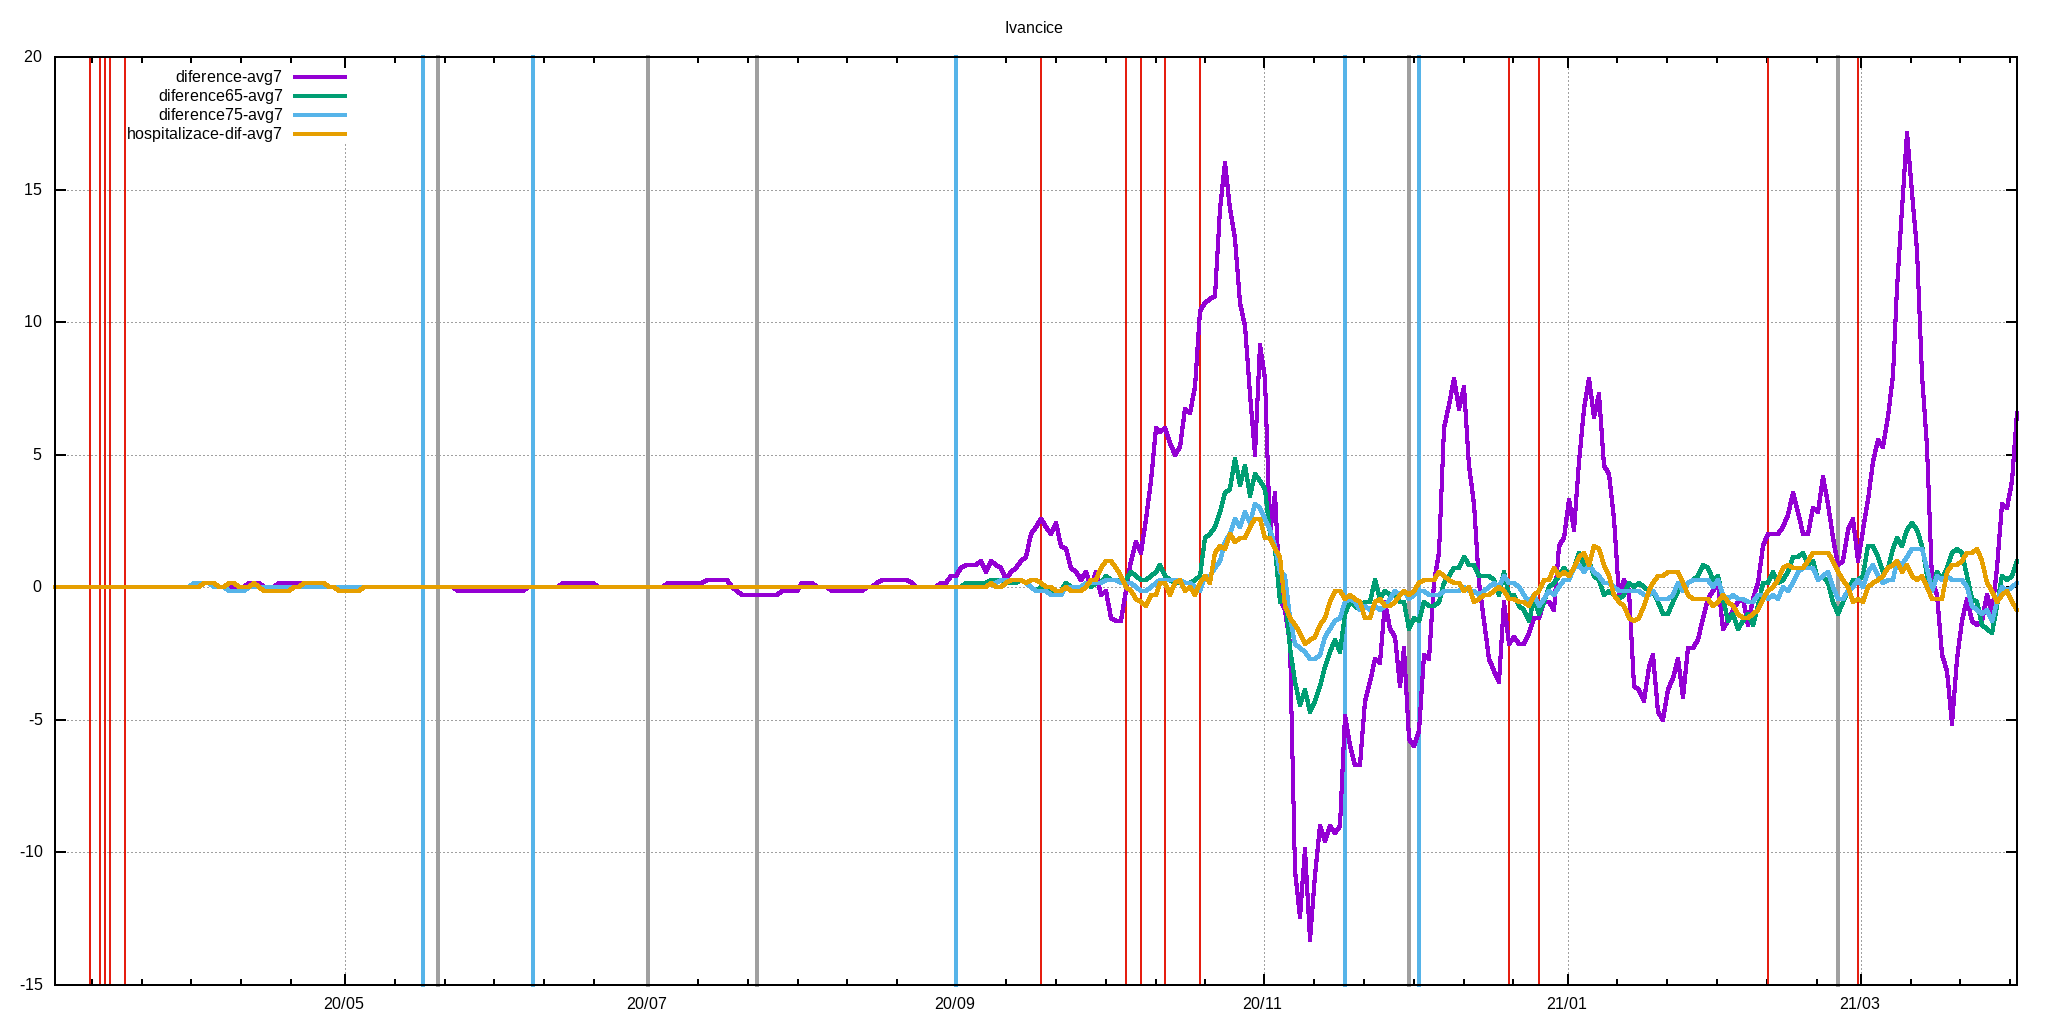 Ivancice
20
diference-avg7
diference65-avg7
diference75-avg7
hospitalizace-dif-avg7
15
10
5
0
-5
-10
-15
20/05 20/07 20/09 20/11 21/01 21/03